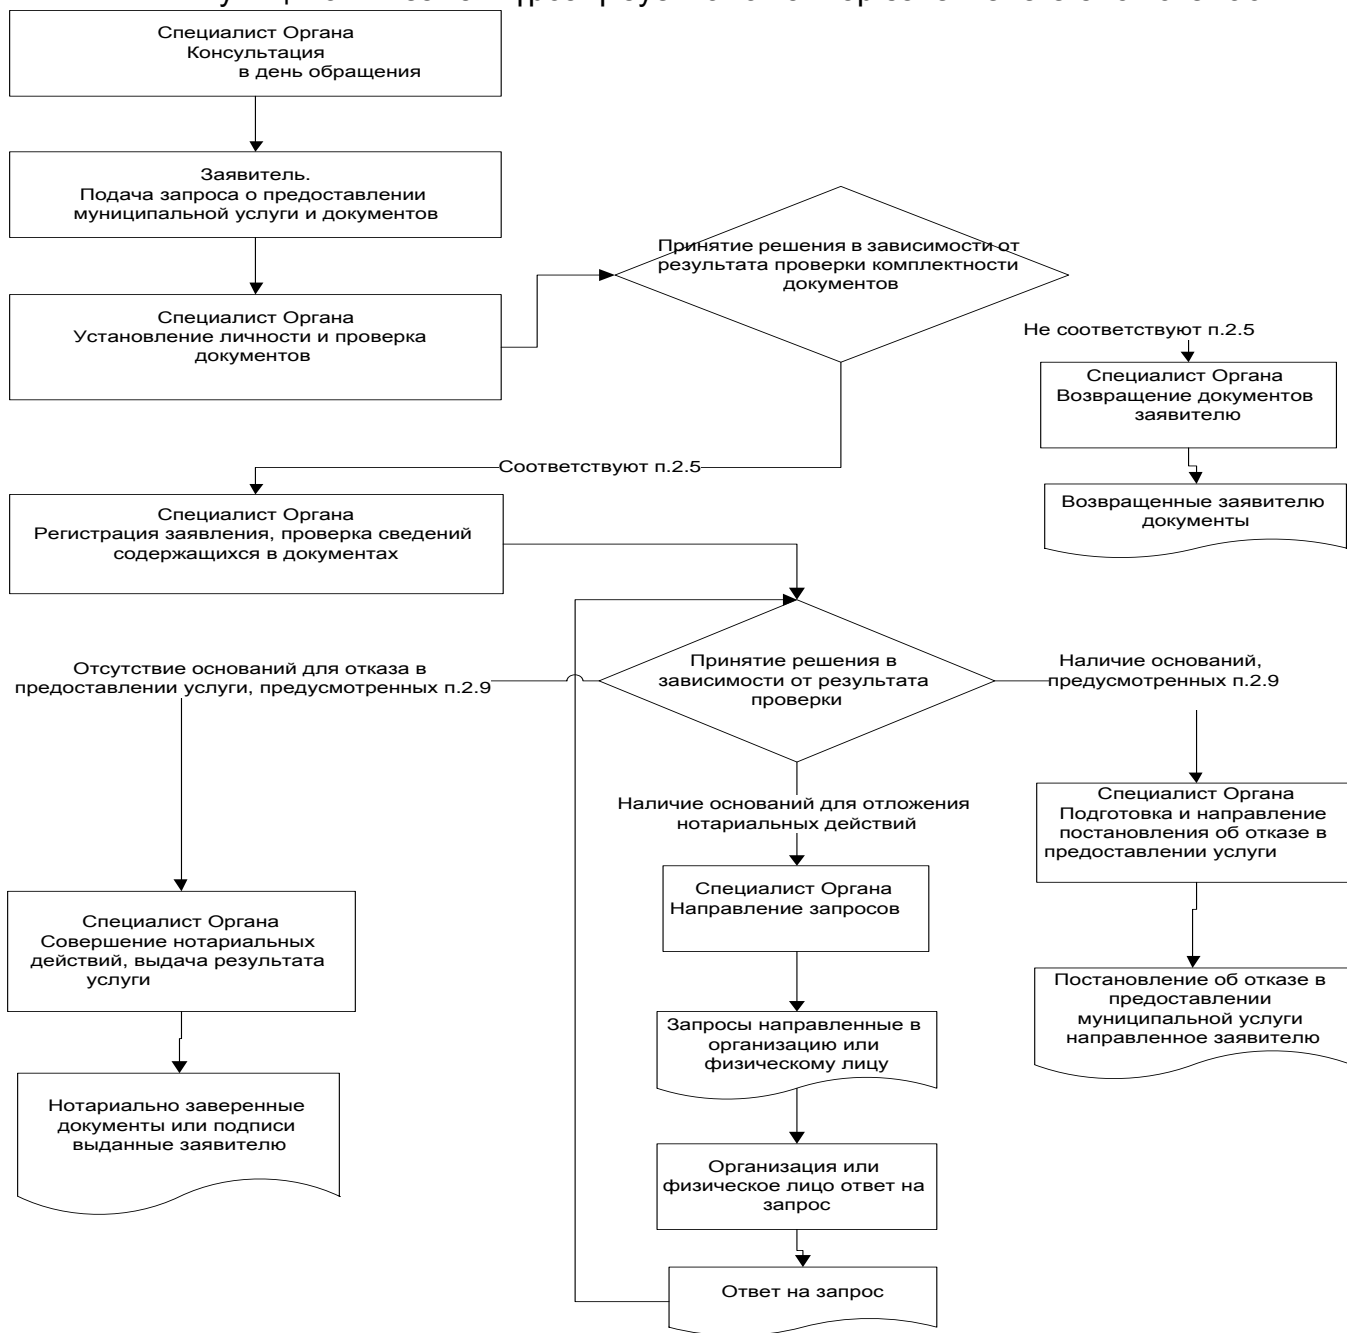 Специалист Органа
Консультация
в день обращения
Заявитель.
Подача запроса о предоставлении
муниципальной услуги и документов
Специалист Органа
Установление личности и проверка
документов
Принятие решения в зависимости от
результата проверки комплектности
документов
Не соответствуют п.2.5
Специалист Органа
Возвращение документов
заявителю
Возвращенные заявителю
документы
Соответствуют п.2.5
Специалист Органа
Регистрация заявления, проверка сведений
содержащихся в документах
Принятие решения в
зависимости от результата
проверки
Отсутствие оснований для отказа в
предоставлении услуги, предусмотренных п.2.9
Наличие оснований,
предусмотренных п.2.9
Наличие оснований для отложения
нотариальных действий
Специалист Органа
Подготовка и направление
постановления об отказе в
предоставлении услуги
Специалист Органа
Направление запросов
Специалист Органа
Совершение нотариальных
действий, выдача результата
услуги
Постановление об отказе в
предоставлении
муниципальной услуги
направленное заявителю
Запросы направленные в
организацию или
физическому лицу
Нотариально заверенные
документы или подписи
выданные заявителю
Организация или
физическое лицо ответ на
запрос
Ответ на запрос